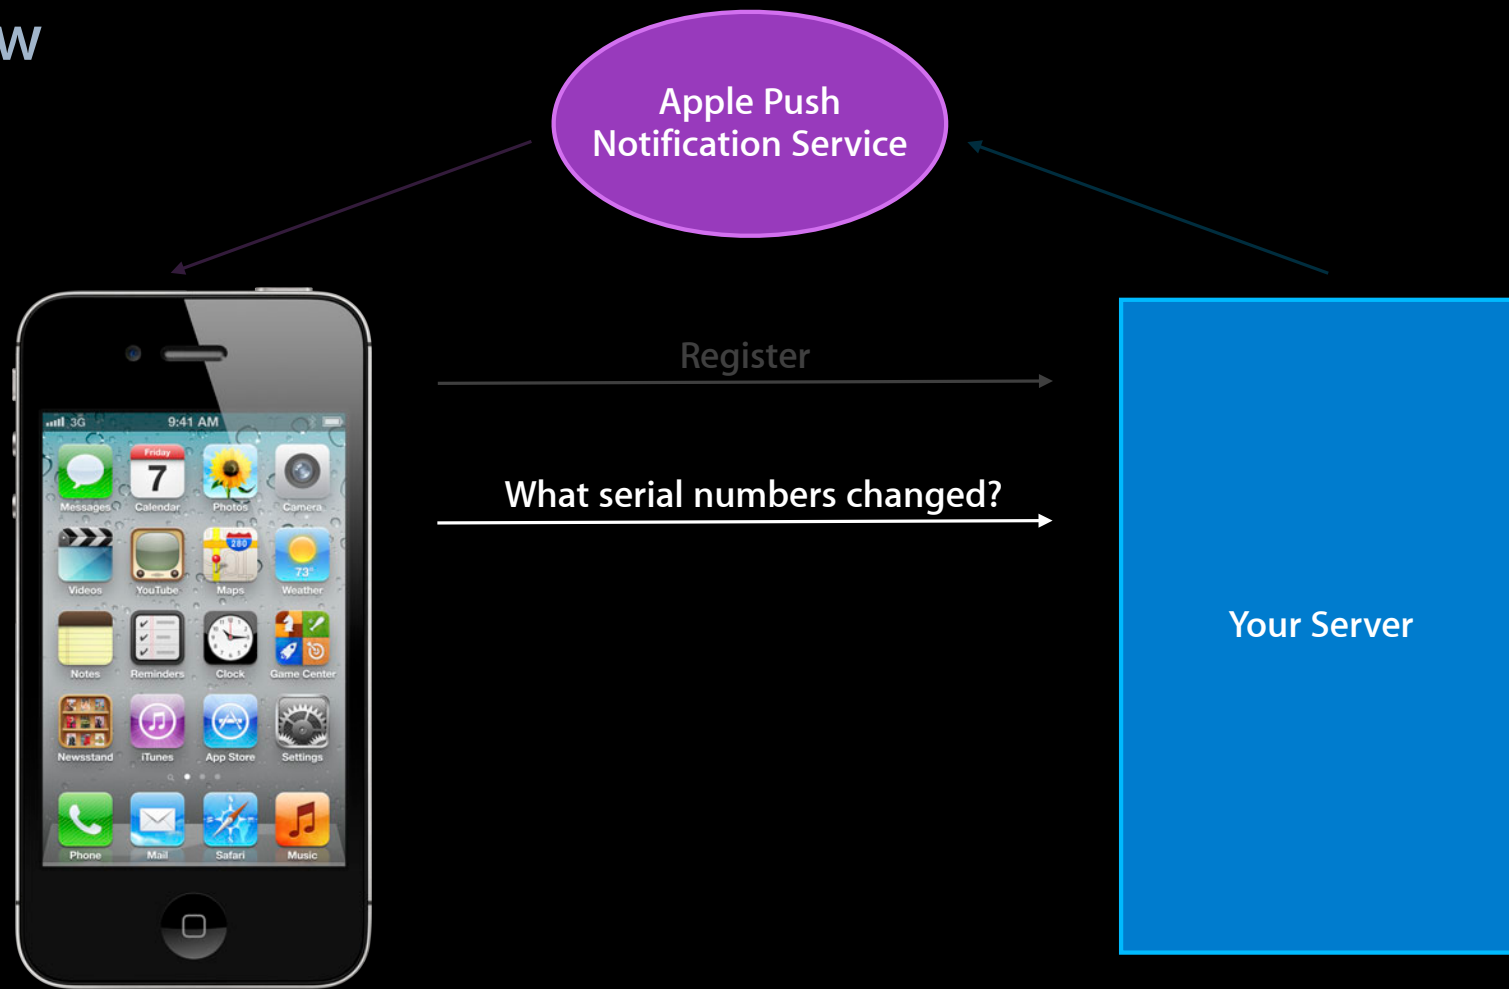 w
Apple Push
Notification Service
Register
What serial numbers changed?
Your Server
3G 9:41 AM
Friday
7
280
73°
Messages Calendar Photos Camera
Videos YouTube Maps Weather
Notes Reminders Clock Game Center
Newsstand iTunes App Store Settings
Phone Mail Safari Music